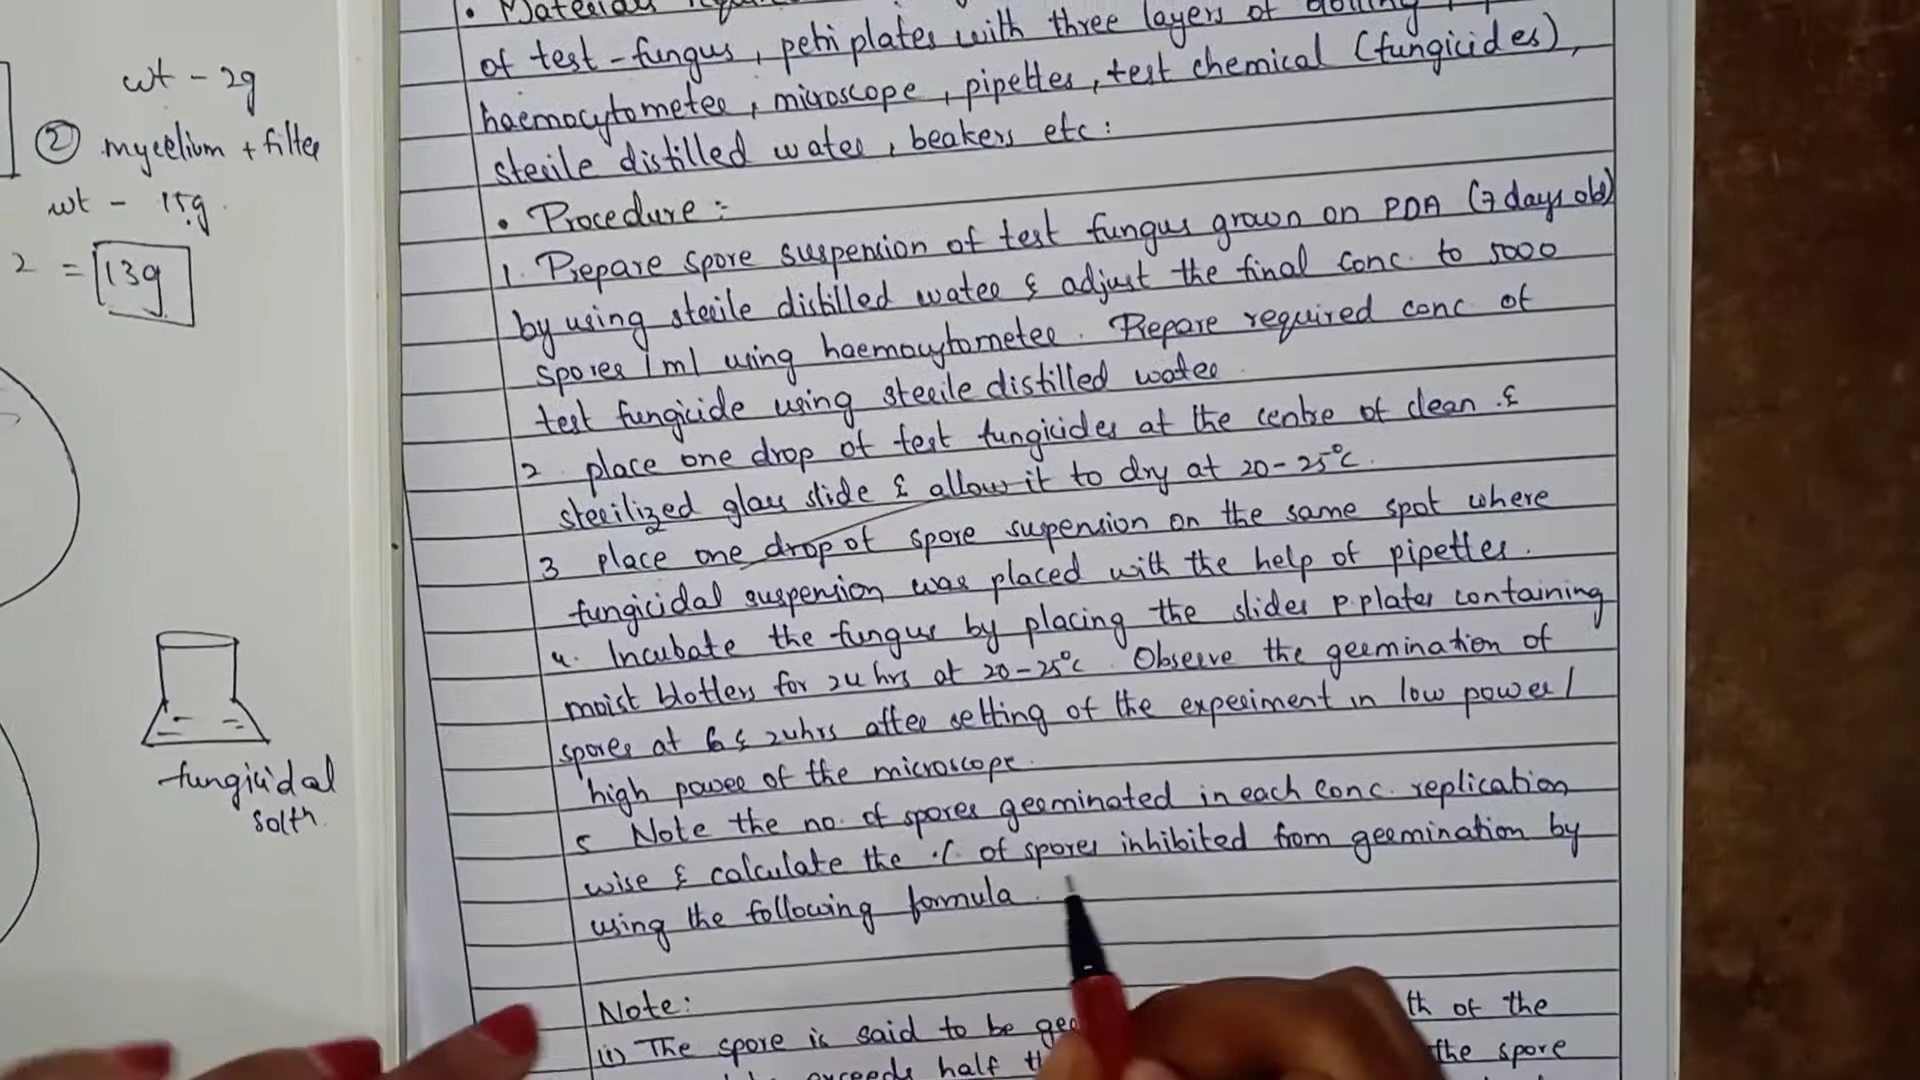 wt - 2g
② mycelium + filter
wt - 15g.
2 = 13g
fungicidal
soltn.
• Materials
of test-fungus, petri plates with three layers of
haemocytometer, microscope, pipettes, test chemical (fungicides),
sterile distilled water, beakers etc:
• Procedure:
1. Prepare spore suspension of test fungus grown on PDA (7 days old)
by using sterile distilled water & adjust the final conc. to 5000
spores / ml using haemocytometer. Prepare required conc of
test fungicide using sterile distilled water.
2 place one drop of test fungicides at the centre of clean &
sterilized glass slide & allow it to dry at 20-25°c.
3 place one drop of spore supension on the same spot where
fungicidal suspension was placed with the help of pipettes.
4. Incubate the fungus by placing the slides p.plates containing
moist blotters for 24 hrs at 20-25°c. Observe the germination of
spores at 6 & 24hrs after setting of the experiment in low power /
high power of the microscope.
5 Note the no. of spores germinated in each conc. replication
wise & calculate the % of spores inhibited from germination by
using the following formula.
Note:
(i) The spore is said to be th of the
exceeds half the spore